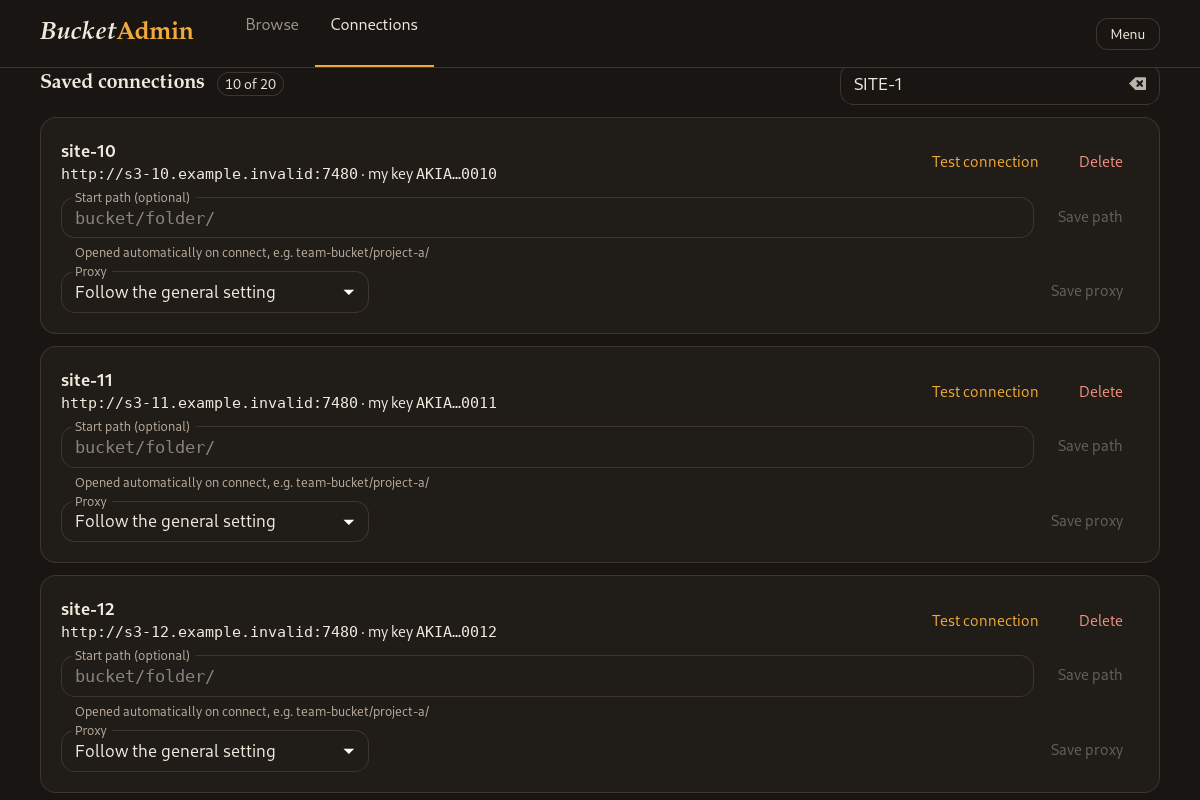 BucketAdmin
Browse
Connections
Menu
Saved connections
10 of 20
SITE-1
site-10
http://s3-10.example.invalid:7480 · my key AKIA…0010
Test connection
Delete
Start path (optional)
bucket/folder/
Save path
Opened automatically on connect, e.g. team-bucket/project-a/
Proxy
Follow the general setting
Save proxy
site-11
http://s3-11.example.invalid:7480 · my key AKIA…0011
Test connection
Delete
Start path (optional)
bucket/folder/
Save path
Opened automatically on connect, e.g. team-bucket/project-a/
Proxy
Follow the general setting
Save proxy
site-12
http://s3-12.example.invalid:7480 · my key AKIA…0012
Test connection
Delete
Start path (optional)
bucket/folder/
Save path
Opened automatically on connect, e.g. team-bucket/project-a/
Proxy
Follow the general setting
Save proxy